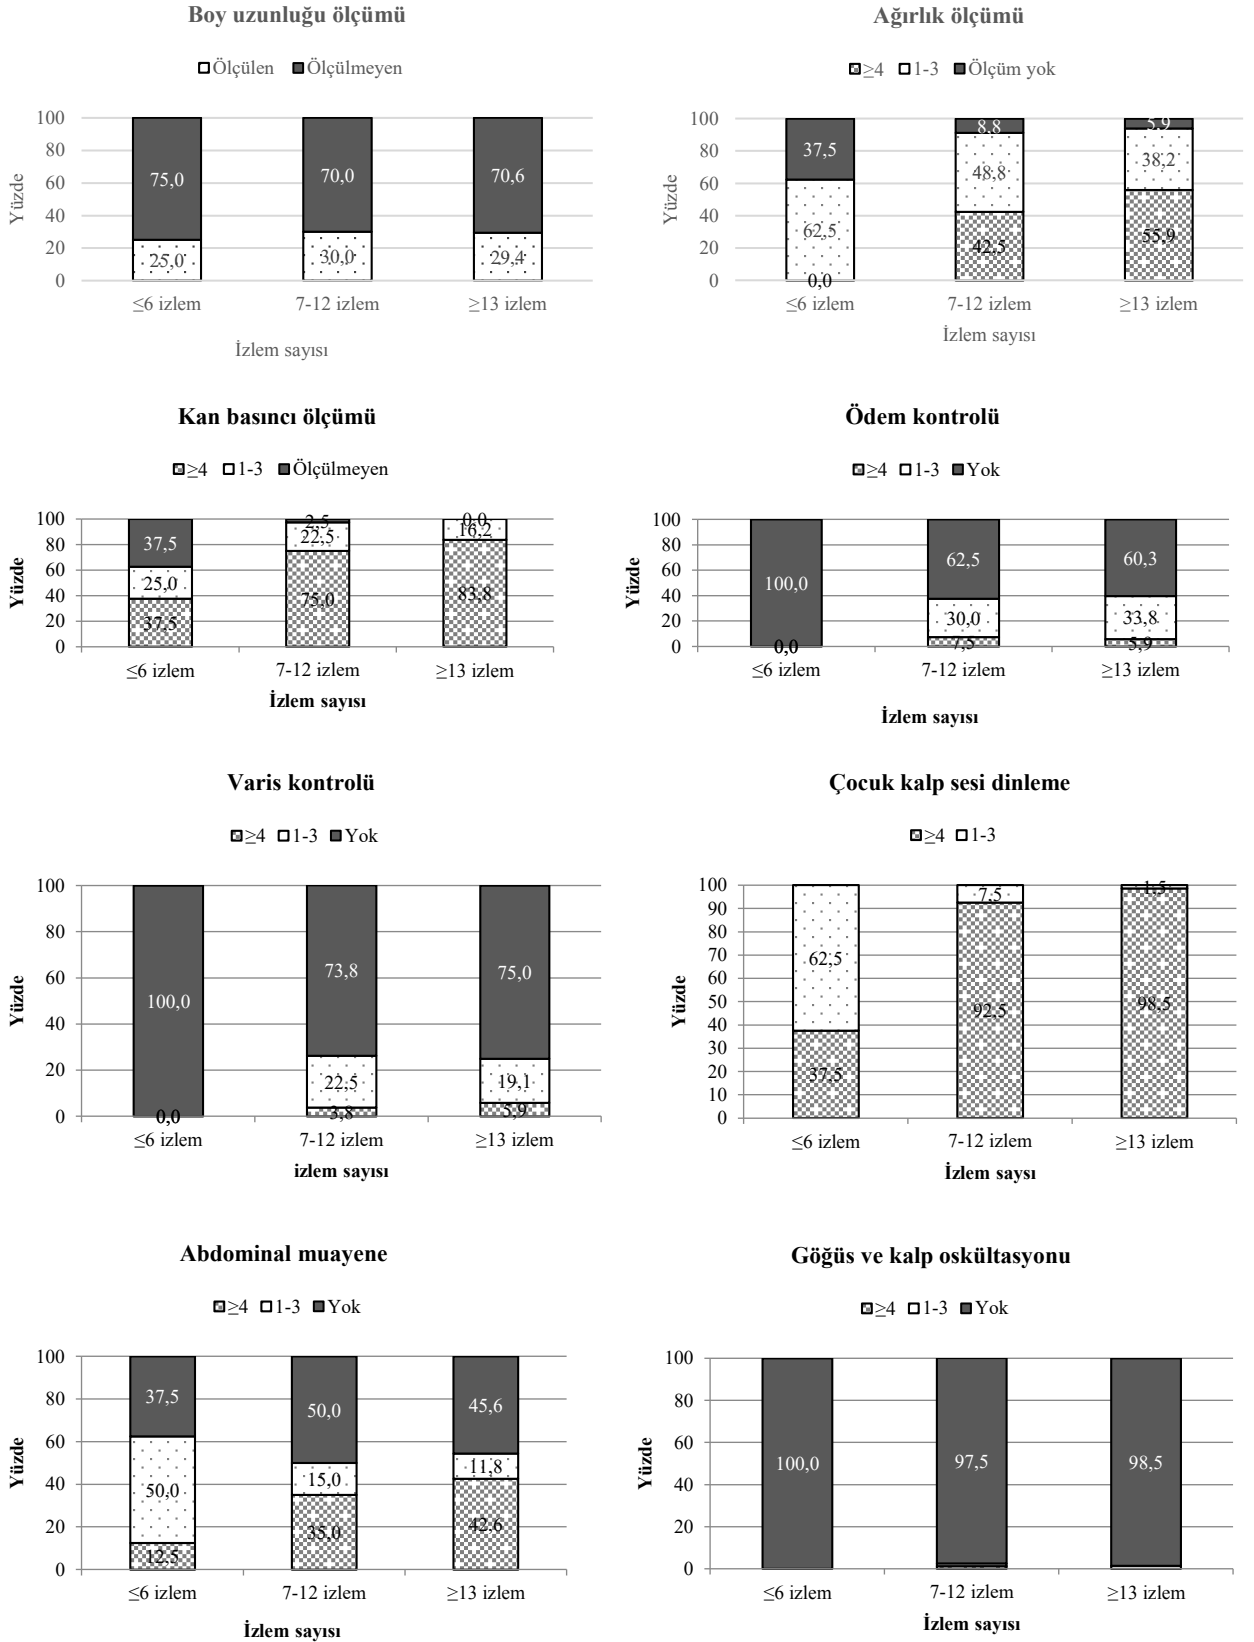 Boy uzunluğu ölçümü
Ölçülen Ölçülmeyen
100
80
60
40
20
0
Yüzde
75,0 70,0 70,6
25,0 30,0 29,4
≤6 izlem 7-12 izlem ≥13 izlem
İzlem sayısı
Ağırlık ölçümü
≥4 1-3 Ölçüm yok
100
80
60
40
20
0
Yüzde
37,5 8,8 5,9
62,5 48,8 38,2
0,0 42,5 55,9
≤6 izlem 7-12 izlem ≥13 izlem
İzlem sayısı
Kan basıncı ölçümü
≥4 1-3 Ölçülmeyen
100
80
60
40
20
0
Yüzde
37,5 2,5 0,0
25,0 22,5 16,2
37,5 75,0 83,8
≤6 izlem 7-12 izlem ≥13 izlem
İzlem sayısı
Ödem kontrolü
≥4 1-3 Yok
100
80
60
40
20
0
Yüzde
100,0 62,5 60,3
30,0 33,8
0,0 7,5 5,9
≤6 izlem 7-12 izlem ≥13 izlem
İzlem sayısı
Varis kontrolü
≥4 1-3 Yok
100
80
60
40
20
0
Yüzde
100,0 73,8 75,0
22,5 19,1
0,0 3,8 5,9
≤6 izlem 7-12 izlem ≥13 izlem
izlem sayısı
Çocuk kalp sesi dinleme
≥4 1-3
100
90
80
70
60
50
40
30
20
10
0
Yüzde
62,5 7,5 1,5
37,5 92,5 98,5
≤6 izlem 7-12 izlem ≥13 izlem
İzlem saysı
Abdominal muayene
≥4 1-3 Yok
100
80
60
40
20
0
Yüzde
37,5 50,0 45,6
50,0 15,0 11,8
12,5 35,0 42,6
≤6 izlem 7-12 izlem ≥13 izlem
İzlem sayısı
Göğüs ve kalp oskültasyonu
≥4 1-3 Yok
100
80
60
40
20
0
Yüzde
100,0 97,5 98,5
≤6 izlem 7-12 izlem ≥13 izlem
İzlem sayısı